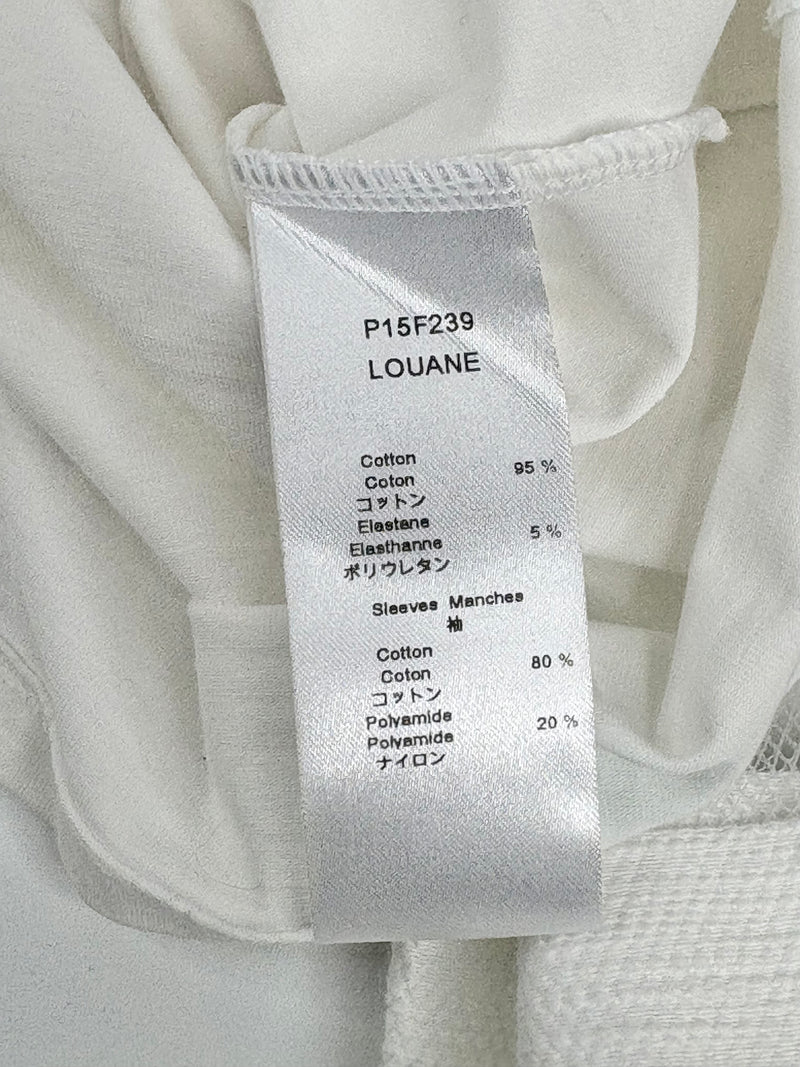 P15F239
LOUANE
Cotton
Coton 95 %
コットン
Elastane
Elasthanne 5 %
ポリウレタン
Sleeves Manches
袖
Cotton
Coton 80 %
コットン
Polyamide
Polyamide 20 %
ナイロン